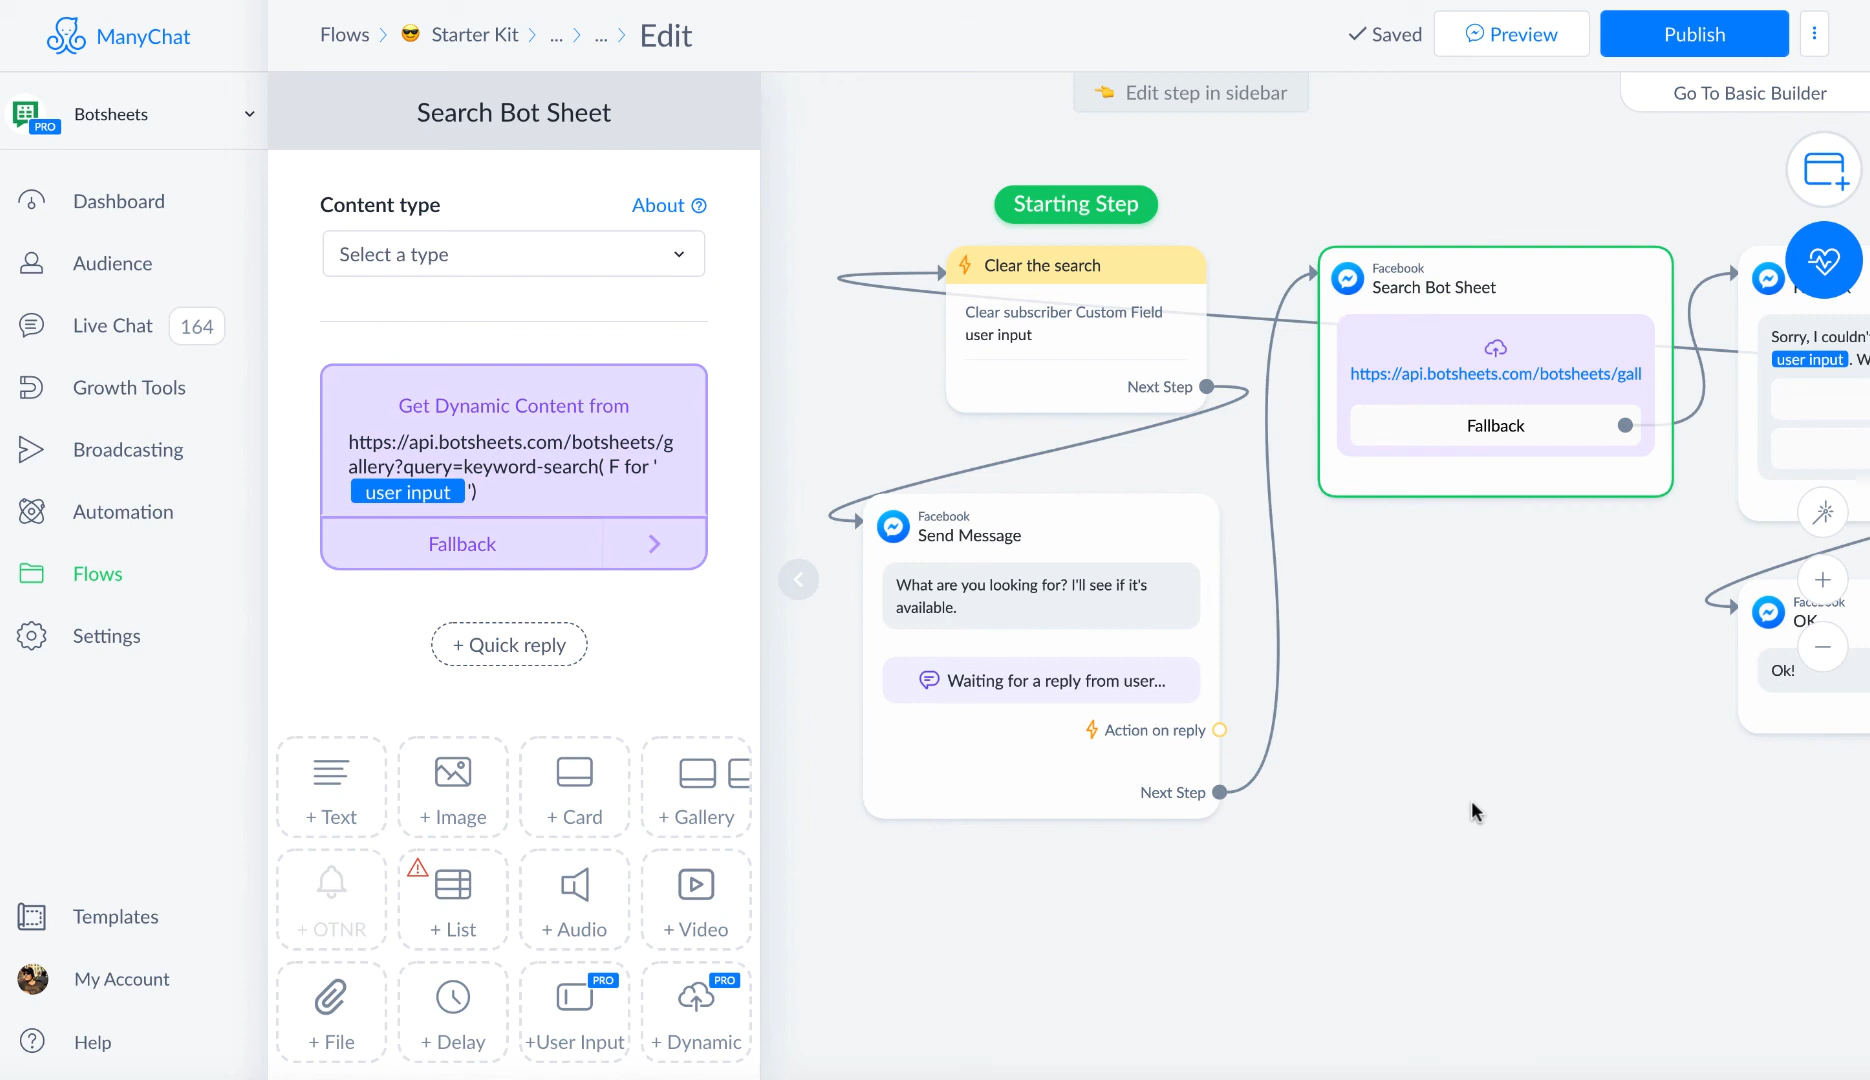 ManyChat
Flows
Starter Kit
...
...
Edit
Saved
Preview
Publish
Botsheets
PRO
Dashboard
Audience
Live Chat
164
Growth Tools
Broadcasting
Automation
Flows
Settings
Templates
My Account
Help
Search Bot Sheet
Content type
About
Select a type
Get Dynamic Content from
https://api.botsheets.com/botsheets/g
allery?query=keyword-search( F for '
user input ')
Fallback
+ Quick reply
+ Text
+ Image
+ Card
+ Gallery
+ OTNR
+ List
+ Audio
+ Video
+ File
+ Delay
PRO
+User Input
PRO
+ Dynamic
Edit step in sidebar
Go To Basic Builder
Starting Step
Clear the search
Clear subscriber Custom Field
user input
Next Step
Facebook
Send Message
What are you looking for? I'll see if it's
available.
Waiting for a reply from user...
Action on reply
Next Step
Facebook
Search Bot Sheet
https://api.botsheets.com/botsheets/gall
Fallback
Sorry, I couldn'
user input. W
Facebook
OK
Ok!